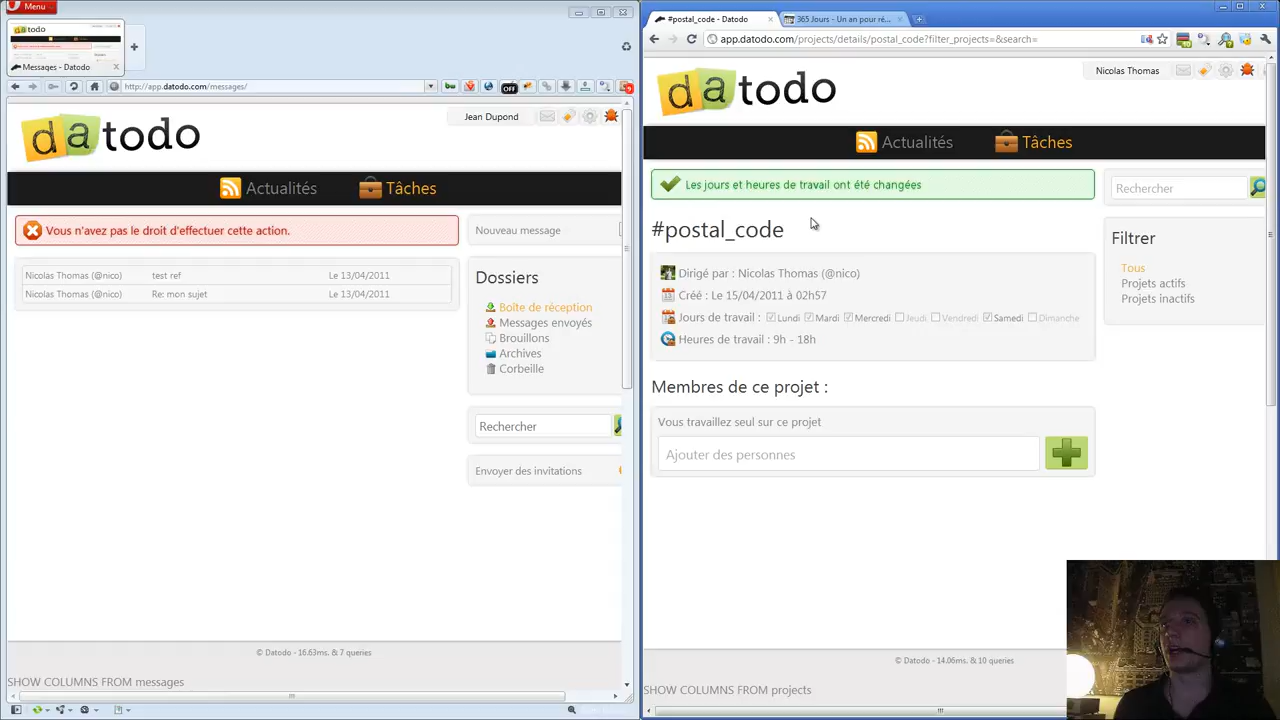 Menu
Messages - Datodo
http://app.datodo.com/messages/
OFF
Jean Dupond
datodo
Actualités
Tâches
Vous n'avez pas le droit d'effectuer cette action.
Nicolas Thomas (@nico) test ref Le 13/04/2011
Nicolas Thomas (@nico) Re: mon sujet Le 13/04/2011
Nouveau message
Dossiers
Boîte de réception
Messages envoyés
Brouillons
Archives
Corbeille
Rechercher
Envoyer des invitations
© Datodo - 16.63ms. & 7 queries
SHOW COLUMNS FROM messages
#postal_code - Datodo
365 Jours - Un an pour ré...
app.datodo.com/projects/details/postal_code?filter_projects=&search=
Nicolas Thomas
datodo
Actualités
Tâches
Les jours et heures de travail ont été changées
Rechercher
#postal_code
Dirigé par : Nicolas Thomas (@nico)
Créé : Le 15/04/2011 à 02h57
Jours de travail : Lundi Mardi Mercredi Jeudi Vendredi Samedi Dimanche
Heures de travail : 9h - 18h
Filtrer
Tous
Projets actifs
Projets inactifs
Membres de ce projet :
Vous travaillez seul sur ce projet
Ajouter des personnes
© Datodo - 14.06ms. & 10 queries
SHOW COLUMNS FROM projects